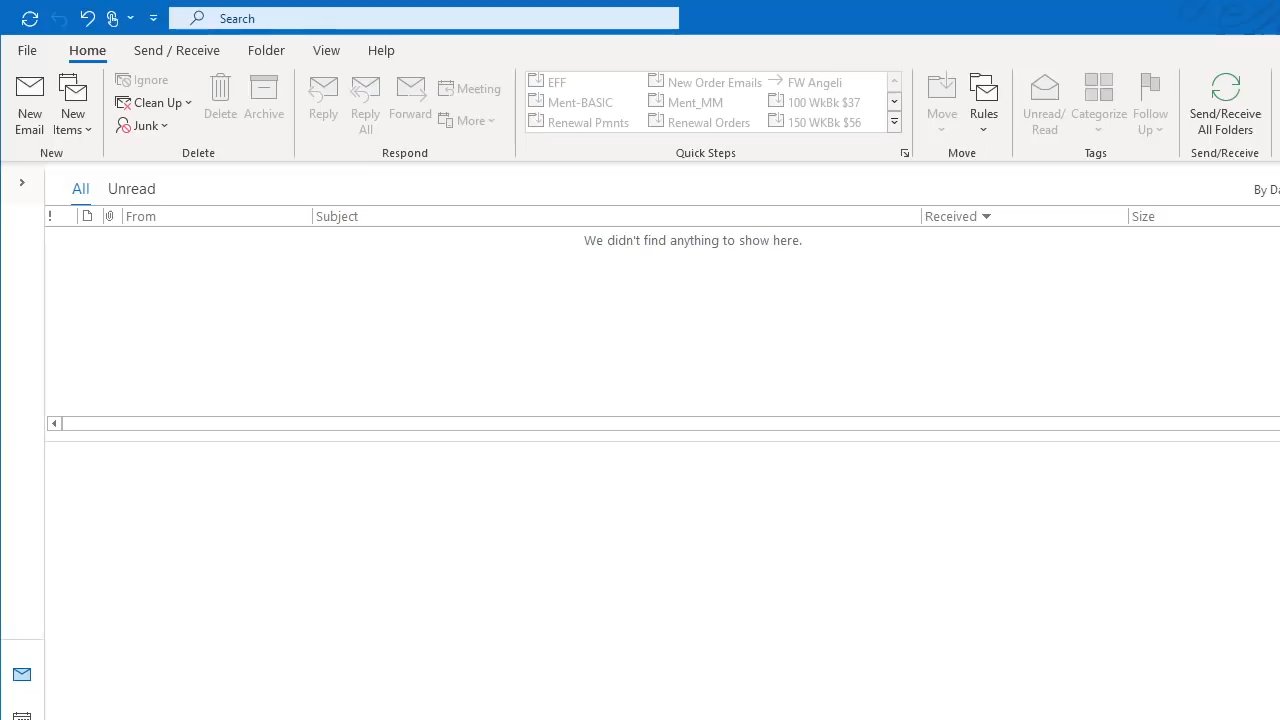 Search
File Home Send / Receive Folder View Help
New Email
New Items
New
Ignore
Clean Up
Junk
Delete
Archive
Delete
Reply
Reply All
Forward
Meeting
More
Respond
EFF
New Order Emails
FW Angeli
Ment-BASIC
Ment_MM
100 WkBk $37
Renewal Pmnts
Renewal Orders
150 WKBk $56
Quick Steps
Move
Rules
Move
Unread/ Read
Categorize
Follow Up
Tags
Send/Receive All Folders
Send/Receive
All Unread
By Da
! From Subject Received Size
We didn't find anything to show here.